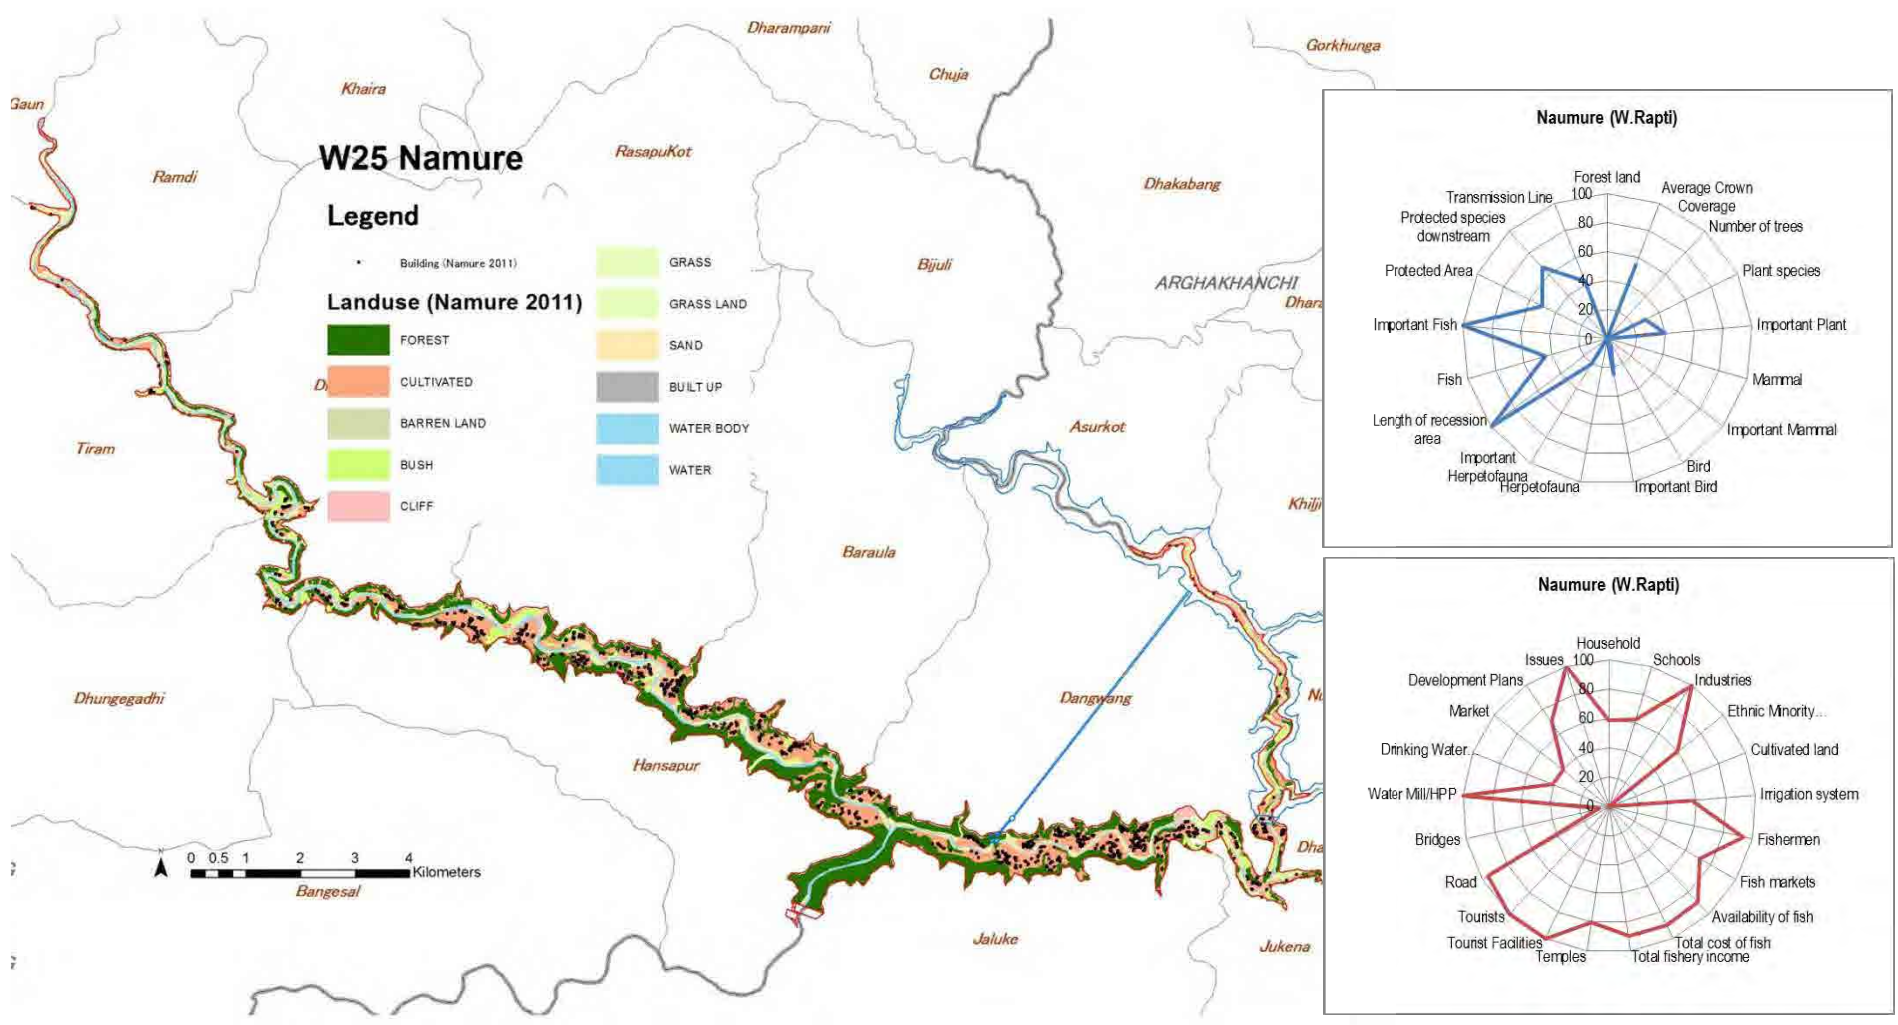 Dharampani
Gorkhunga
Chuja
Khaira
Gaun
RasapuKot
Ramdi
Dhakabang
W25 Namure
Legend
Building (Namure 2011)
Landuse (Namure 2011)
FOREST
CULTIVATED
BARREN LAND
BUSH
CLIFF
GRASS
GRASS LAND
SAND
BUILT UP
WATER BODY
WATER
Bijuli
ARGHAKHANCHI
Dhara
D
Tiram
Asurkot
Khilji
Baraula
Dhungegadhi
Dangwang
Hansapur
Dha
N
0 0.5 1 2 3 4
Kilometers
Bangesal
Jaluke
Jukena
Naumure (W.Rapti)
Forest land
Average Crown
Coverage
Number of trees
Plant species
Important Plant
Mammal
Important Mammal
Bird
Important Bird
Herpetofauna
Important
Herpetofauna
Length of recession
area
Fish
Important Fish
Protected Area
Protected species
downstream
Transmission Line
100
80
60
40
20
0
Naumure (W.Rapti)
Household
Schools
Industries
Ethnic Minority...
Cultivated land
Irrigation system
Fishermen
Fish markets
Availability of fish
Total cost of fish
Total fishery income
Temples
Tourist Facilities
Tourists
Road
Bridges
Water Mill/HPP
Drinking Water...
Market
Development Plans
Issues
100
80
60
40
20
0